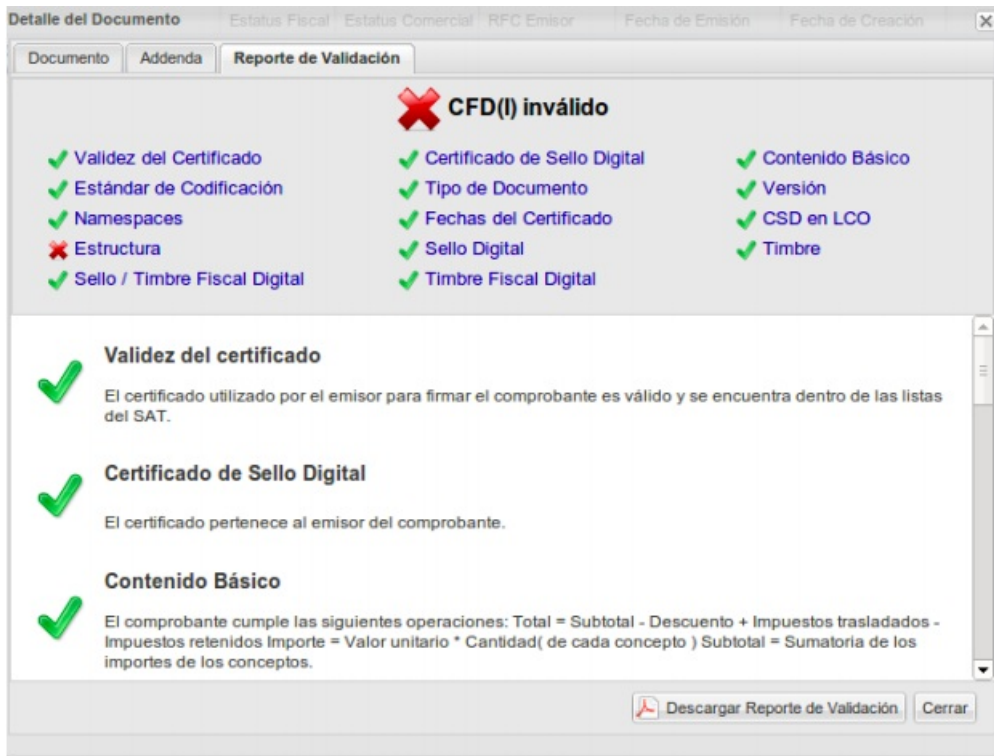 Detalle del Documento Estatus Fiscal Estatus Comercial RFC Emisor Fecha de Emisión Fecha de Creación
Documento Addenda Reporte de Validación
CFD(I) inválido
Validez del Certificado Certificado de Sello Digital Contenido Básico
Estándar de Codificación Tipo de Documento Versión
Namespaces Fechas del Certificado CSD en LCO
Estructura Sello Digital Timbre
Sello / Timbre Fiscal Digital Timbre Fiscal Digital
Validez del certificado
El certificado utilizado por el emisor para firmar el comprobante es válido y se encuentra dentro de las listas
del SAT.
Certificado de Sello Digital
El certificado pertenece al emisor del comprobante.
Contenido Básico
El comprobante cumple las siguientes operaciones: Total = Subtotal - Descuento + Impuestos trasladados -
Impuestos retenidos Importe = Valor unitario * Cantidad( de cada concepto ) Subtotal = Sumatoria de los
importes de los conceptos.
Descargar Reporte de Validación Cerrar